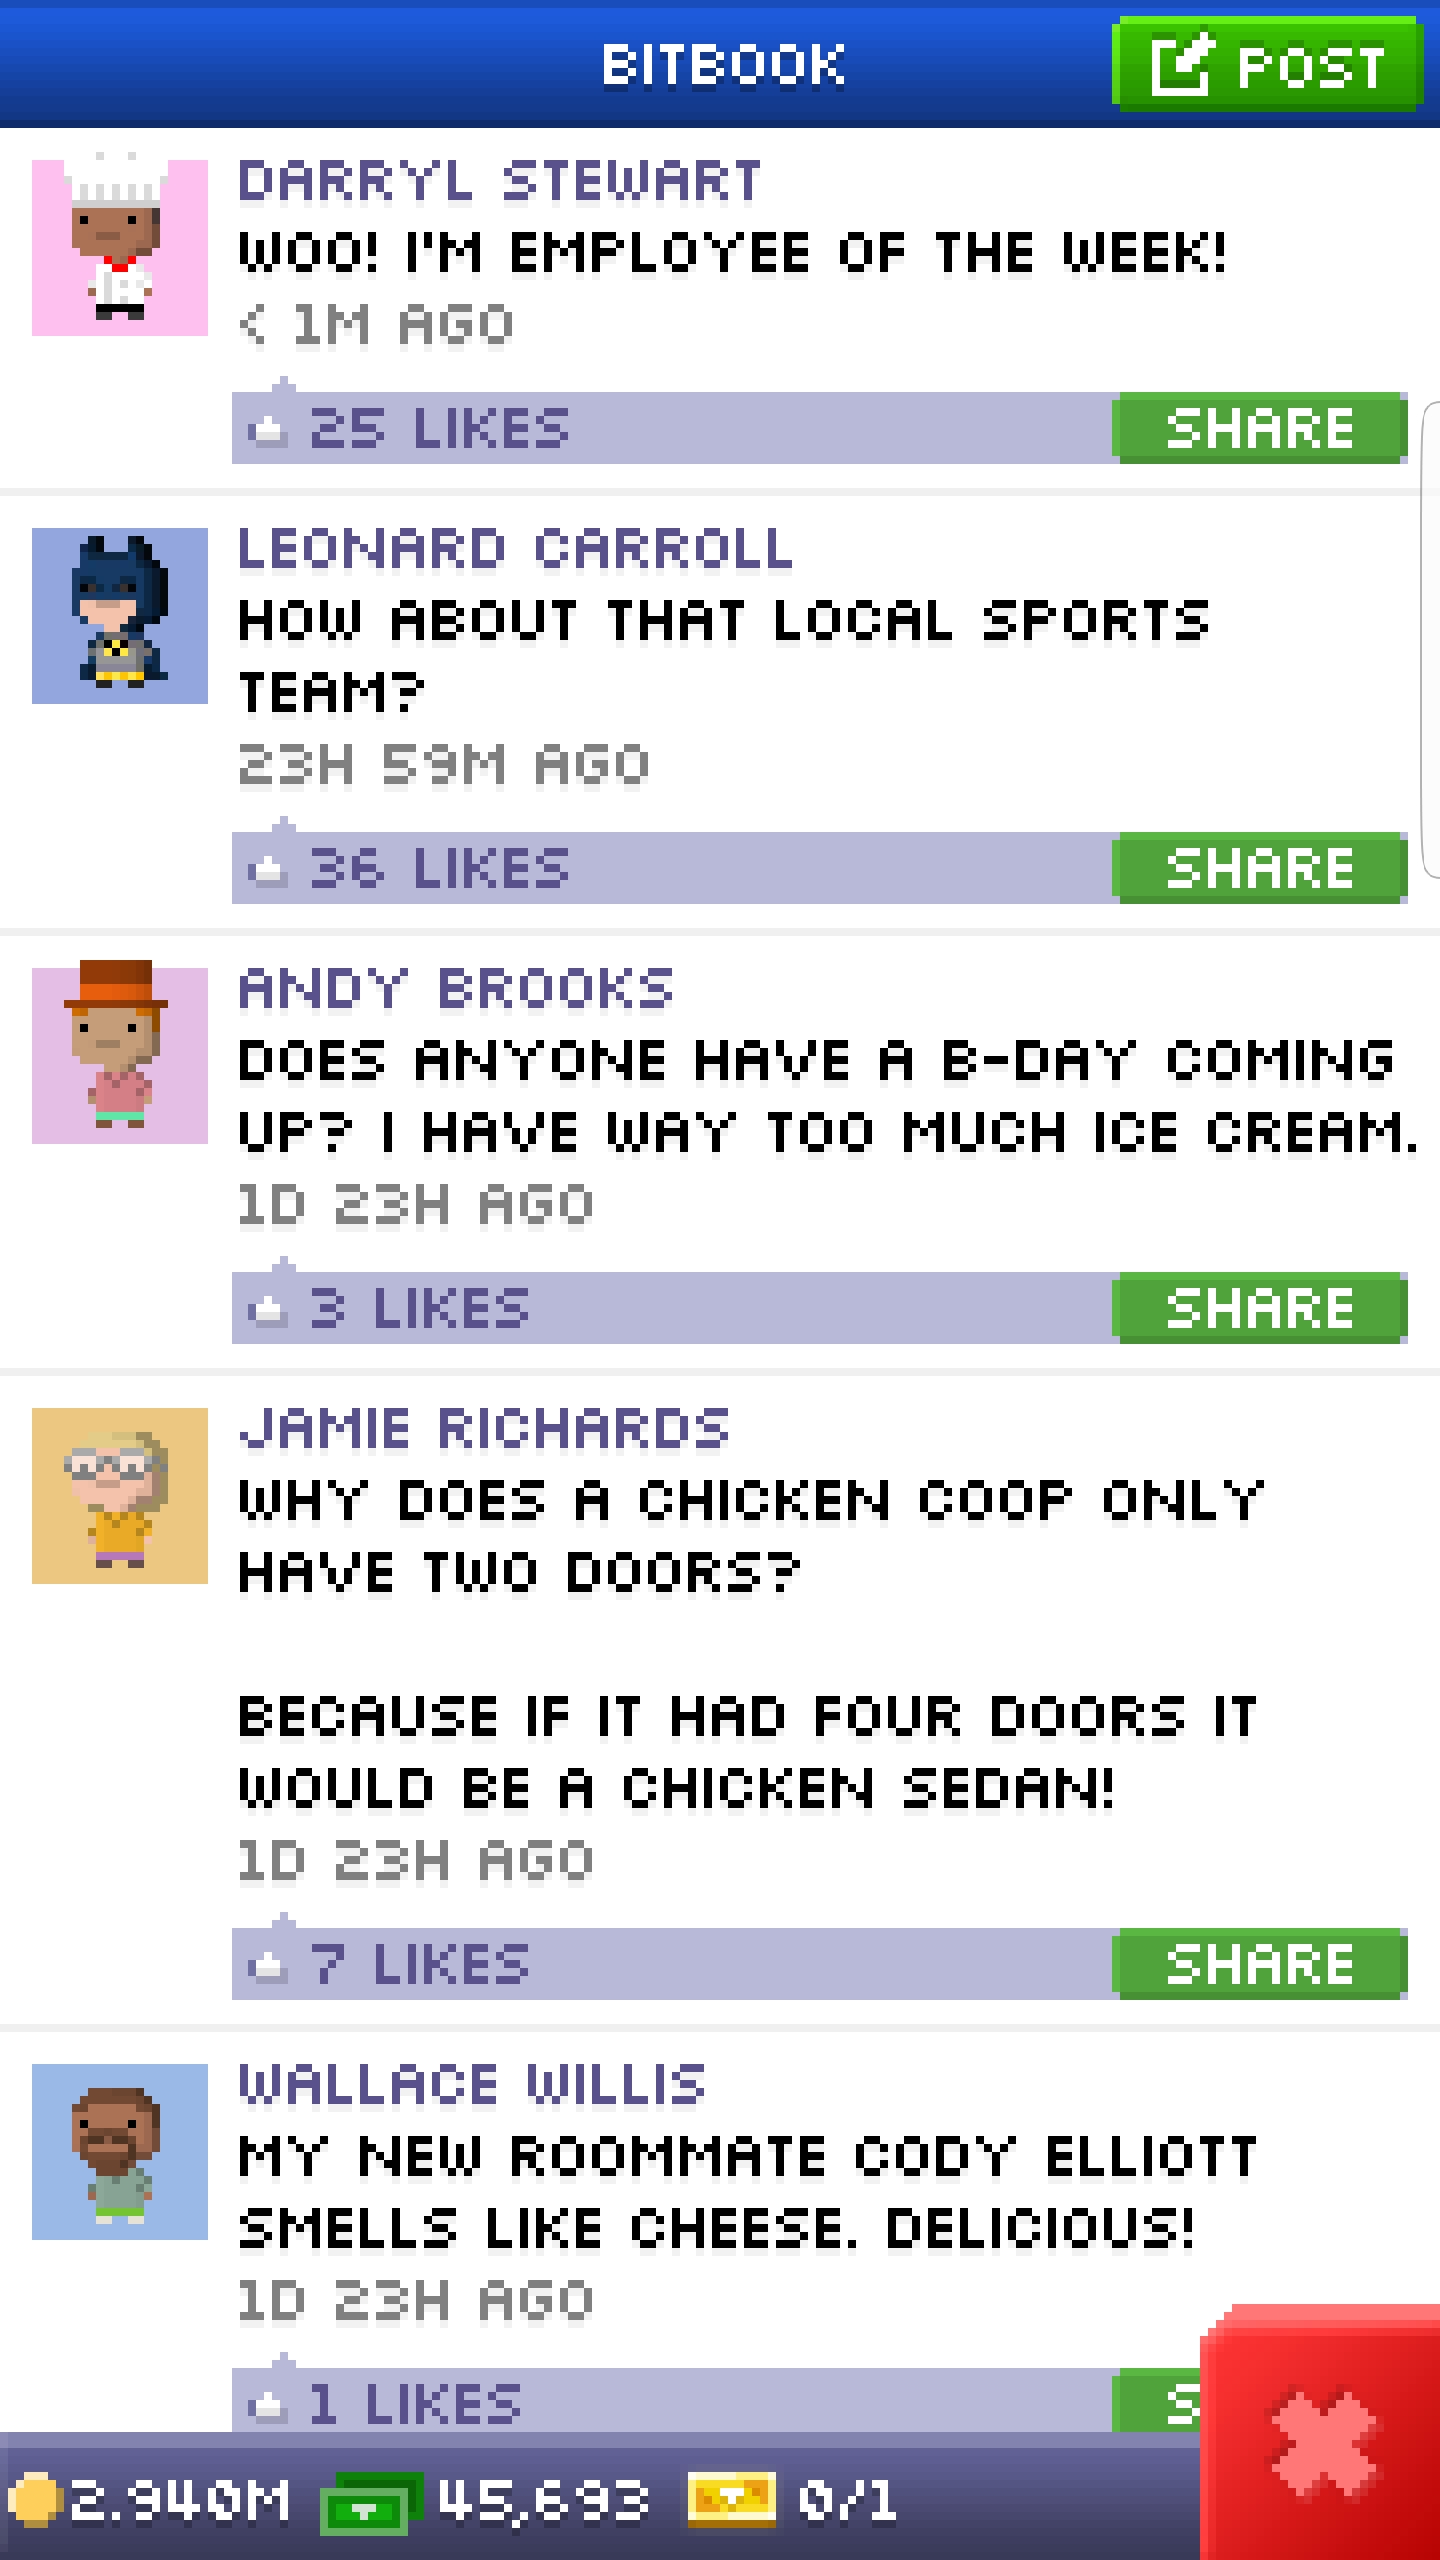 BITBOOK
POST
DARRYL STEWART
WOO! I'M EMPLOYEE OF THE WEEK!
< 1M AGO
25 LIKES
SHARE
LEONARD CARROLL
HOW ABOUT THAT LOCAL SPORTS
TEAM?
23H 59M AGO
36 LIKES
SHARE
ANDY BROOKS
DOES ANYONE HAVE A B-DAY COMING
UP? I HAVE WAY TOO MUCH ICE CREAM.
1D 23H AGO
3 LIKES
SHARE
JAMIE RICHARDS
WHY DOES A CHICKEN COOP ONLY
HAVE TWO DOORS?
BECAUSE IF IT HAD FOUR DOORS IT
WOULD BE A CHICKEN SEDAN!
1D 23H AGO
7 LIKES
SHARE
WALLACE WILLIS
MY NEW ROOMMATE CODY ELLIOTT
SMELLS LIKE CHEESE. DELICIOUS!
1D 23H AGO
1 LIKES
S
2.940M
45,693
0/1